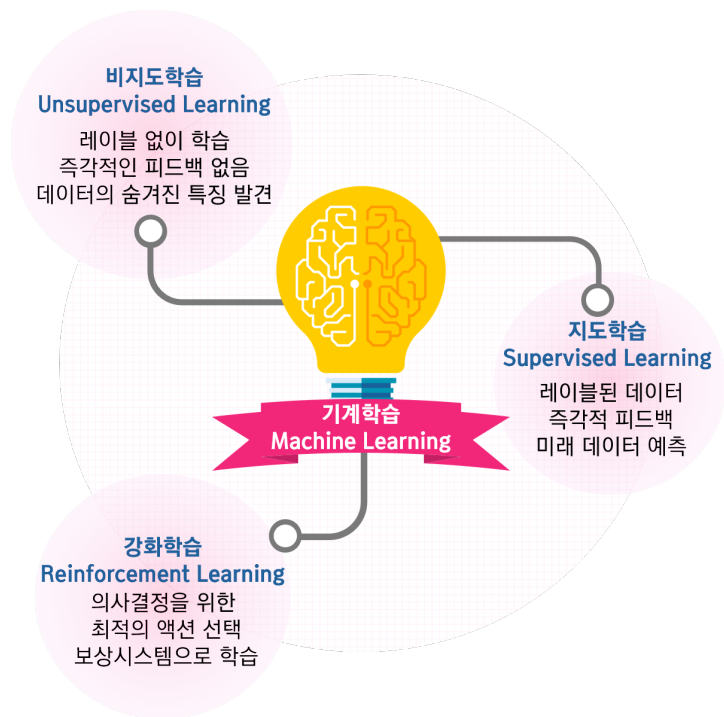 비지도학습
Unsupervised Learning
레이블 없이 학습
즉각적인 피드백 없음
데이터의 숨겨진 특징 발견
지도학습
Supervised Learning
레이블된 데이터
즉각적 피드백
미래 데이터 예측
기계학습
Machine Learning
강화학습
Reinforcement Learning
의사결정을 위한
최적의 액션 선택
보상시스템으로 학습